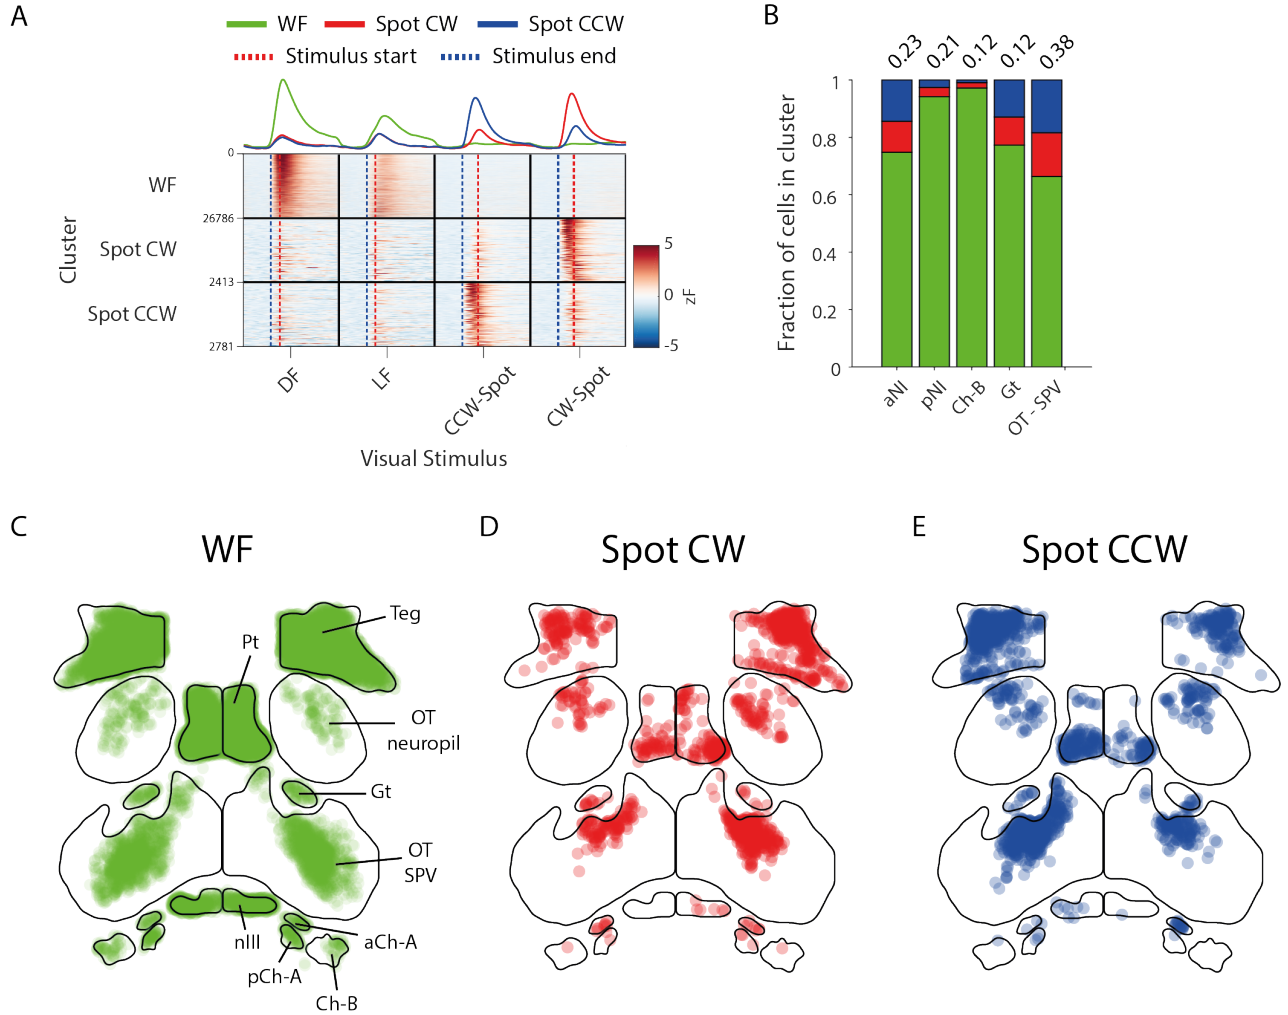 A
WF
Spot CW
Spot CCW
Stimulus start
Stimulus end
0
WF
26786
Spot CW
2413
Spot CCW
2781
Cluster
DF
LF
CCW-Spot
CW-Spot
Visual Stimulus
5
0
-5
zF
B
0.23
0.21
0.12
0.12
0.38
1
0.8
0.6
0.4
0.2
0
Fraction of cells in cluster
aNI
pNI
Ch-B
Gt
OT - SPV
C
WF
Teg
Pt
OT
neuropil
Gt
OT
SPV
nIII
aCh-A
pCh-A
Ch-B
D
Spot CW
E
Spot CCW